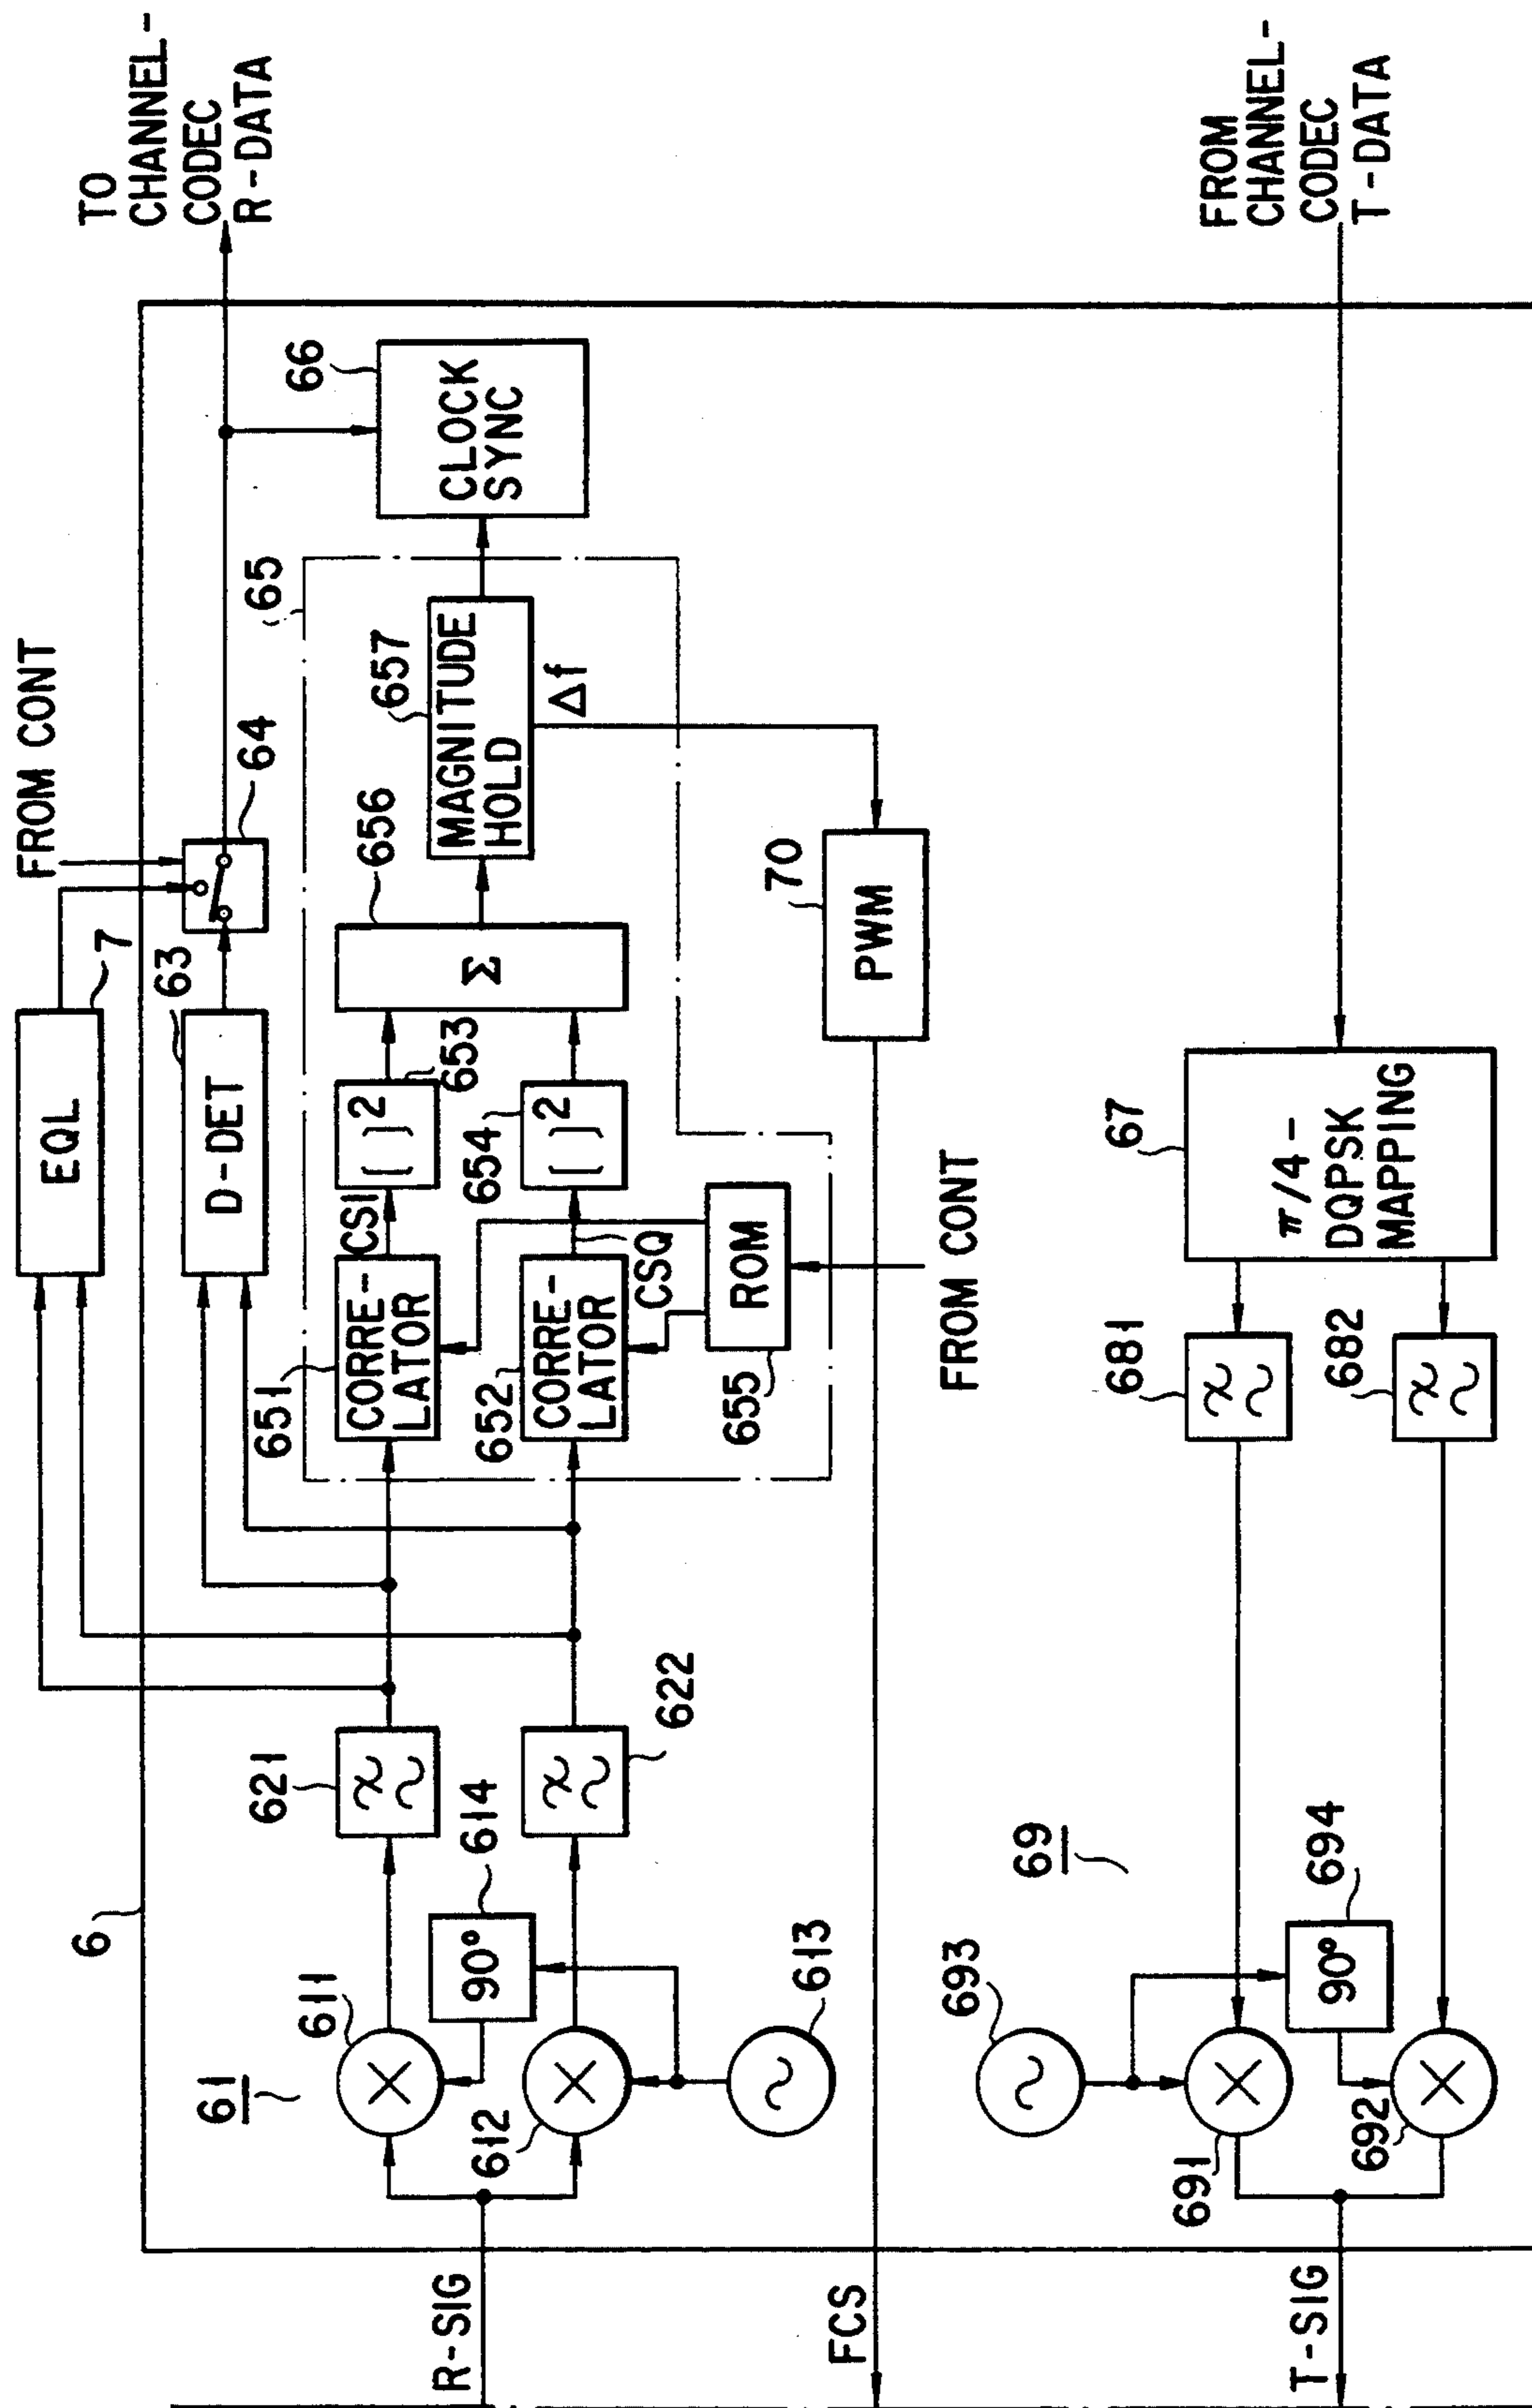 TO
CHANNEL-
CODEC
R-DATA
FROM
CHANNEL-
CODEC
T-DATA
FROM CONT
EQL
7
D-DET
63
64
65
66
CLOCK
SYNC
MAGNITUDE
HOLD
657
Δf
656
Σ
( )2
653
( )2
654
CSI
CSQ
CORRE-
LATOR
651
CORRE-
LATOR
652
ROM
655
FROM CONT
PWM
70
6
621
622
61
611
612
90°
614
613
R-SIG
FCS
T-SIG
π/4-
DQPSK
MAPPING
67
681
682
69
693
90°
694
691
692